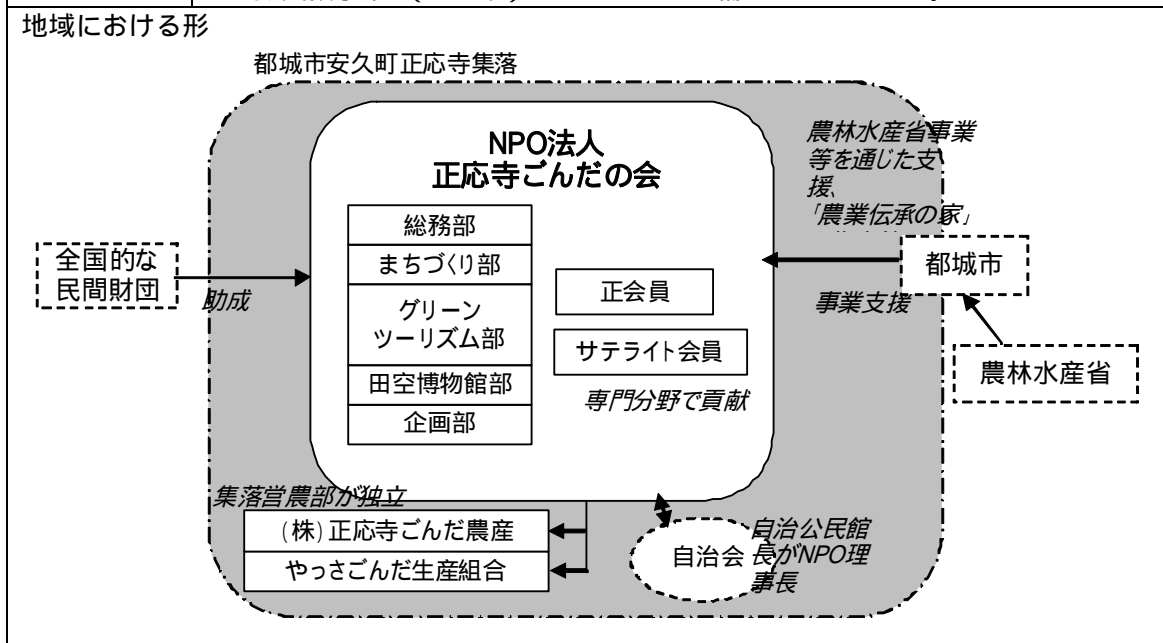 地域における形
都城市安久町正応寺集落
NPO法人
正応寺ごんだの会
総務部
まちづくり部
グリーン
ツーリズム部
田空博物館部
企画部
正会員
サテライト会員
専門分野で貢献
全国的な
民間財団
助成
農林水産省事業
等を通じた支
援、
「農業伝承の家」
都城市
事業支援
農林水産省
集落営農部が独立
(株)正応寺ごんだ農産
やっさごんだ生産組合
自治会
自治公民館
長がNPO理
事長